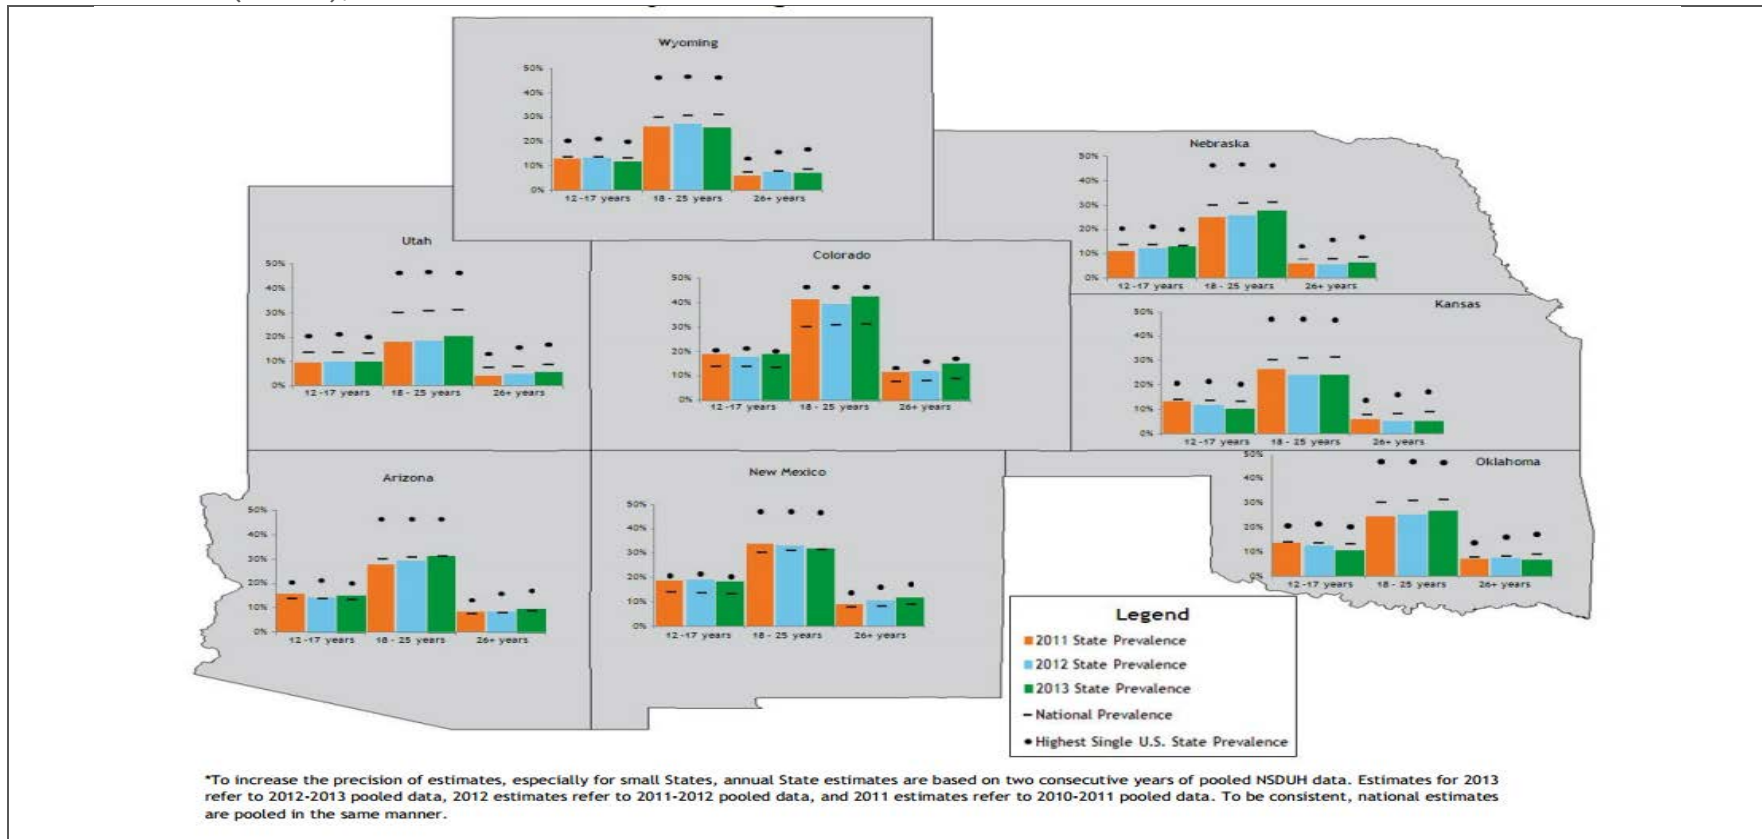 Wyoming
50%
40%
30%
20%
10%
0%
12 -17 years 18 - 25 years 26+ years
Nebraska
50%
40%
30%
20%
10%
0%
12 -17 years 18 - 25 years 26+ years
Utah
50%
40%
30%
20%
10%
0%
12 -17 years 18 - 25 years 26+ years
Colorado
50%
40%
30%
20%
10%
0%
12 -17 years 18 - 25 years 26+ years
Kansas
50%
40%
30%
20%
10%
0%
12 -17 years 18 - 25 years 26+ years
Arizona
50%
40%
30%
20%
10%
0%
12 -17 years 18 - 25 years 26+ years
New Mexico
50%
40%
30%
20%
10%
0%
12 -17 years 18 - 25 years 26+ years
Oklahoma
50%
40%
30%
20%
10%
0%
12 -17 years 18 - 25 years 26+ years
Legend
2011 State Prevalence
2012 State Prevalence
2013 State Prevalence
National Prevalence
Highest Single U.S. State Prevalence
*To increase the precision of estimates, especially for small States, annual State estimates are based on two consecutive years of pooled NSDUH data. Estimates for 2013
refer to 2012-2013 pooled data, 2012 estimates refer to 2011-2012 pooled data, and 2011 estimates refer to 2010-2011 pooled data. To be consistent, national estimates
are pooled in the same manner.